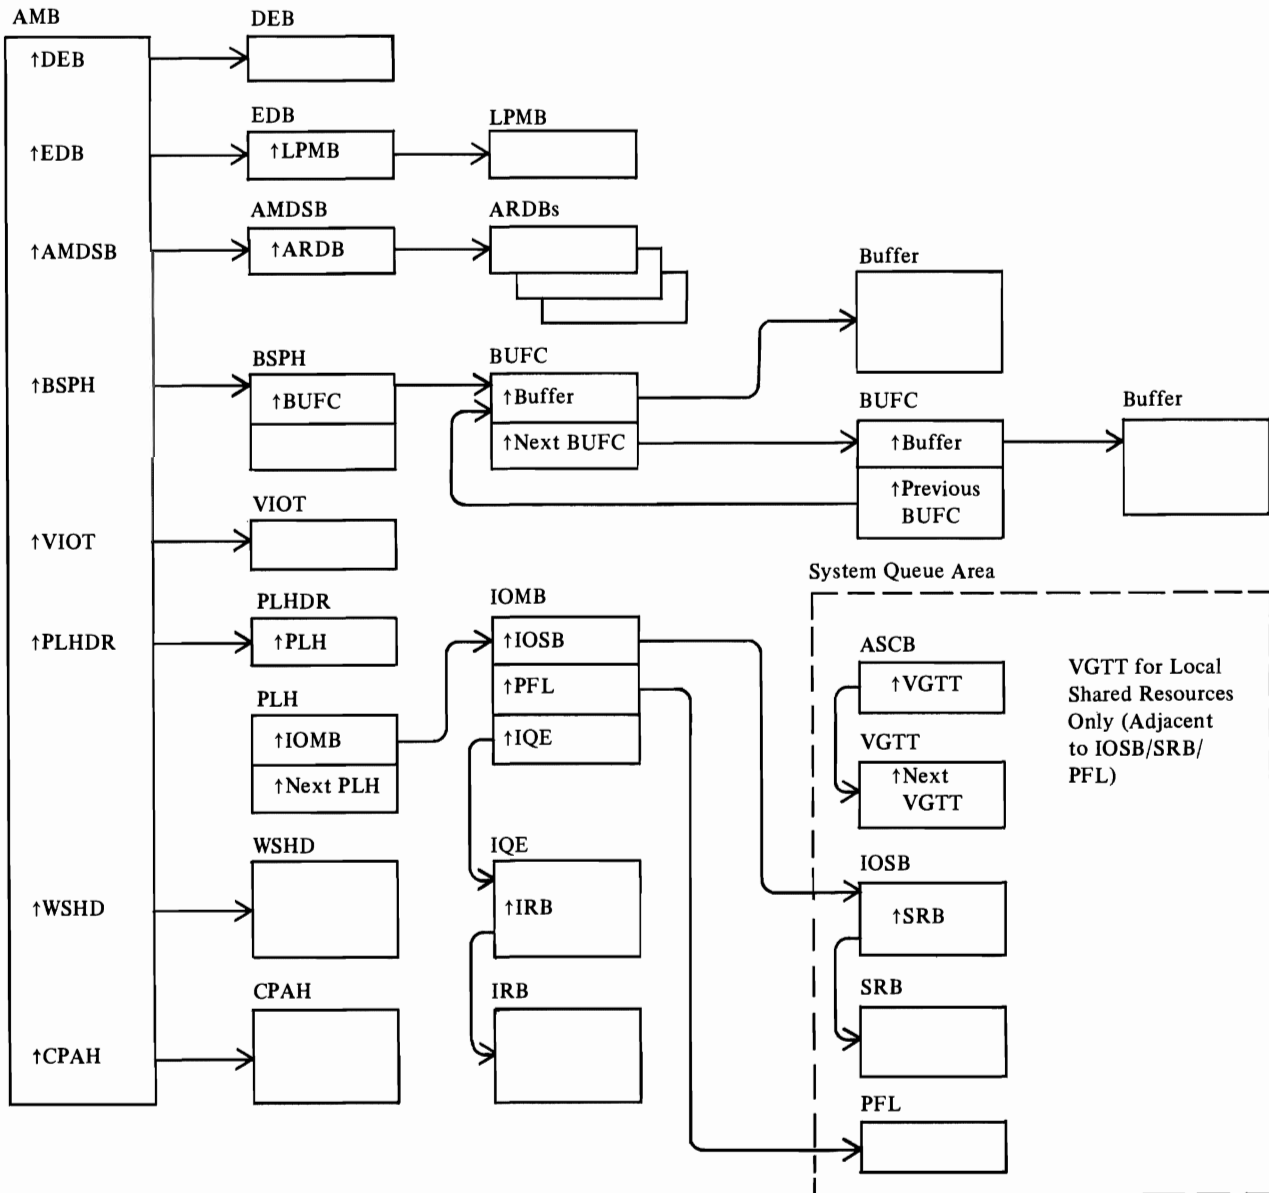 AMB
↑DEB
↑EDB
↑AMDSB
↑BSPH
↑VIOT
↑PLHDR
↑WSHD
↑CPAH
DEB
EDB
↑LPMB
LPMB
AMDSB
↑ARDB
ARDBs
BSPH
↑BUFC
BUFC
↑Buffer
↑Next BUFC
Buffer
BUFC
↑Buffer
↑Previous
BUFC
Buffer
VIOT
PLHDR
↑PLH
PLH
↑IOMB
↑Next PLH
IOMB
↑IOSB
↑PFL
↑IQE
WSHD
IQE
↑IRB
CPAH
IRB
System Queue Area
ASCB
↑VGTT
VGTT
↑Next
VGTT
VGTT for Local
Shared Resources
Only (Adjacent
to IOSB/SRB/
PFL)
IOSB
↑SRB
SRB
PFL